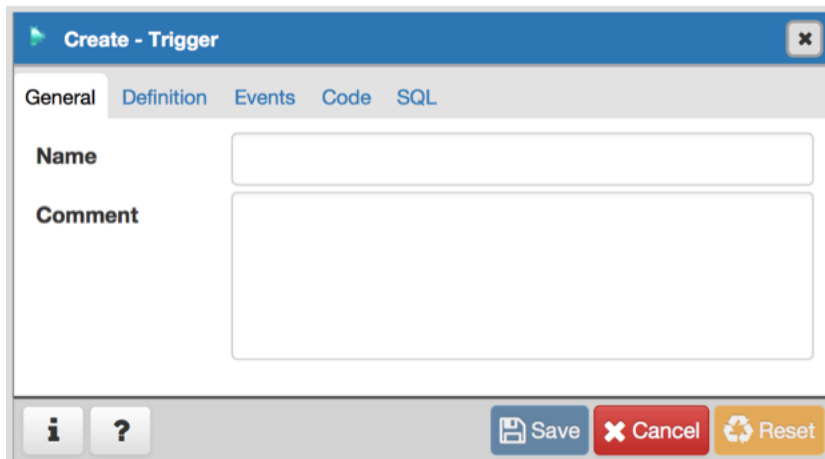 Create - Trigger
General Definition Events Code SQL
Name
Comment
i ? Save Cancel Reset